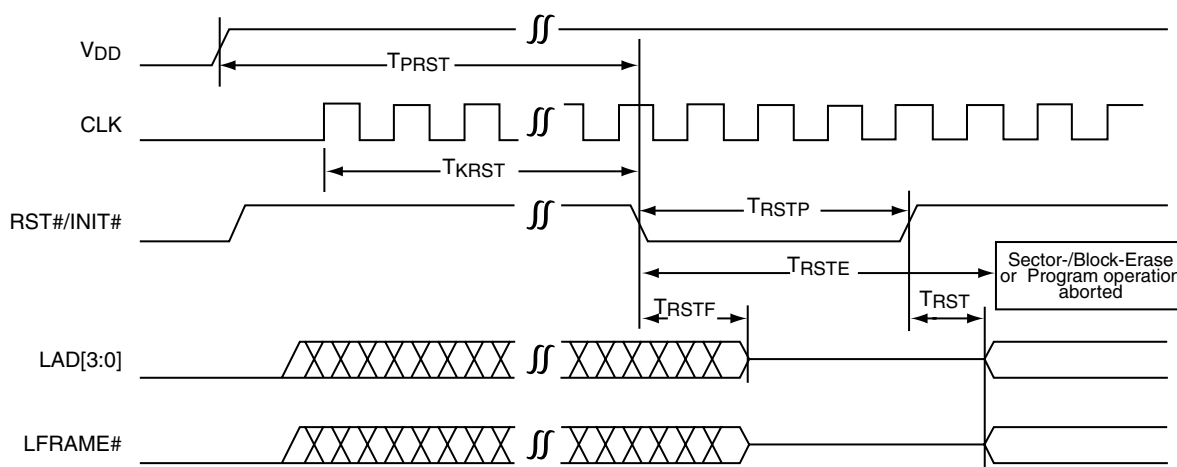 VDD
TPRST
CLK
TKRST
RST#/INIT#
TRSTP
TRSTE
Sector-/Block-Erase
or Program operation
aborted
TRSTF
TRST
LAD[3:0]
LFRAME#